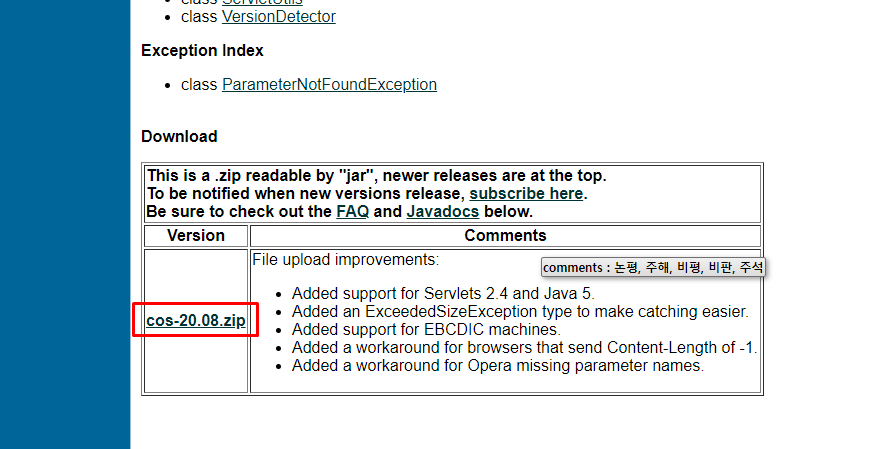 class ServletUtils
class VersionDetector
Exception Index
class ParameterNotFoundException
Download
This is a .zip readable by "jar", newer releases are at the top.
To be notified when new versions release, subscribe here.
Be sure to check out the FAQ and Javadocs below.
Version Comments
File upload improvements:
comments : 논평, 주해, 비평, 비판, 주석
Added support for Servlets 2.4 and Java 5.
Added an ExceededSizeException type to make catching easier.
cos-20.08.zip
Added support for EBCDIC machines.
Added a workaround for browsers that send Content-Length of -1.
Added a workaround for Opera missing parameter names.